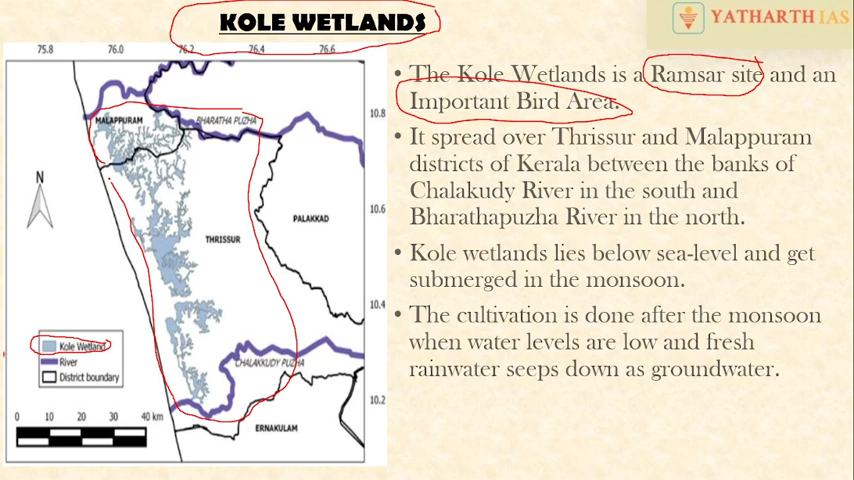 KOLE WETLANDS
YATHARTH IAS
75.8 76.0 76.2 76.4 76.6
MALAPPURAM
BHARATHA PUZHA
10.8
N
PALAKKAD
10.6
THRISSUR
10.4
Kole Wetland
River
District boundary
CHALAKKUDY PUZHA
10.2
0 10 20 30 40 km
ERNAKULAM
• The Kole Wetlands is a Ramsar site and an
Important Bird Area.
• It spread over Thrissur and Malappuram
districts of Kerala between the banks of
Chalakudy River in the south and
Bharathapuzha River in the north.
• Kole wetlands lies below sea-level and get
submerged in the monsoon.
• The cultivation is done after the monsoon
when water levels are low and fresh
rainwater seeps down as groundwater.